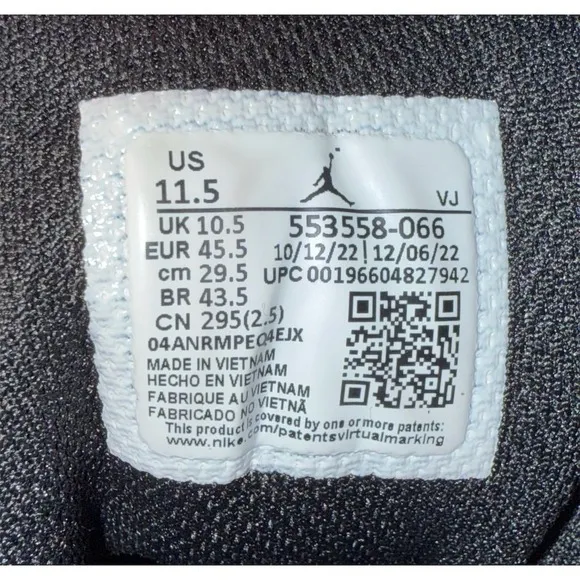 US
11.5
VJ
UK 10.5
553558-066
EUR 45.5
10/12/22 | 12/06/22
cm 29.5
UPC 00196604827942
BR 43.5
CN 295(2.5)
04ANRMPEO4EJX
MADE IN VIETNAM
HECHO EN VIETNAM
FABRIQUÉ AU VIETNAM
FABRICADO NO VIETNÃ
This product is covered by one or more patents:
www.nike.com/patentsvirtualmarking